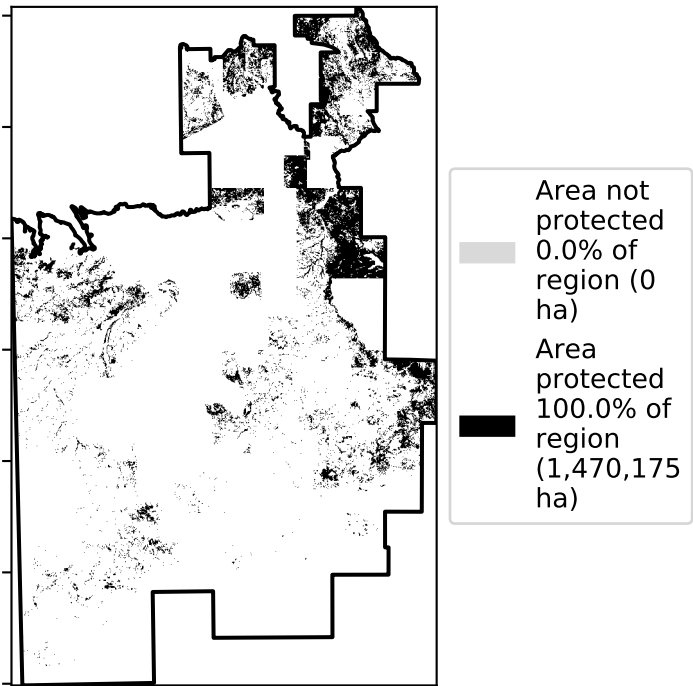 Area not
protected
0.0% of
region (0
ha)
Area
protected
100.0% of
region
(1,470,175
ha)